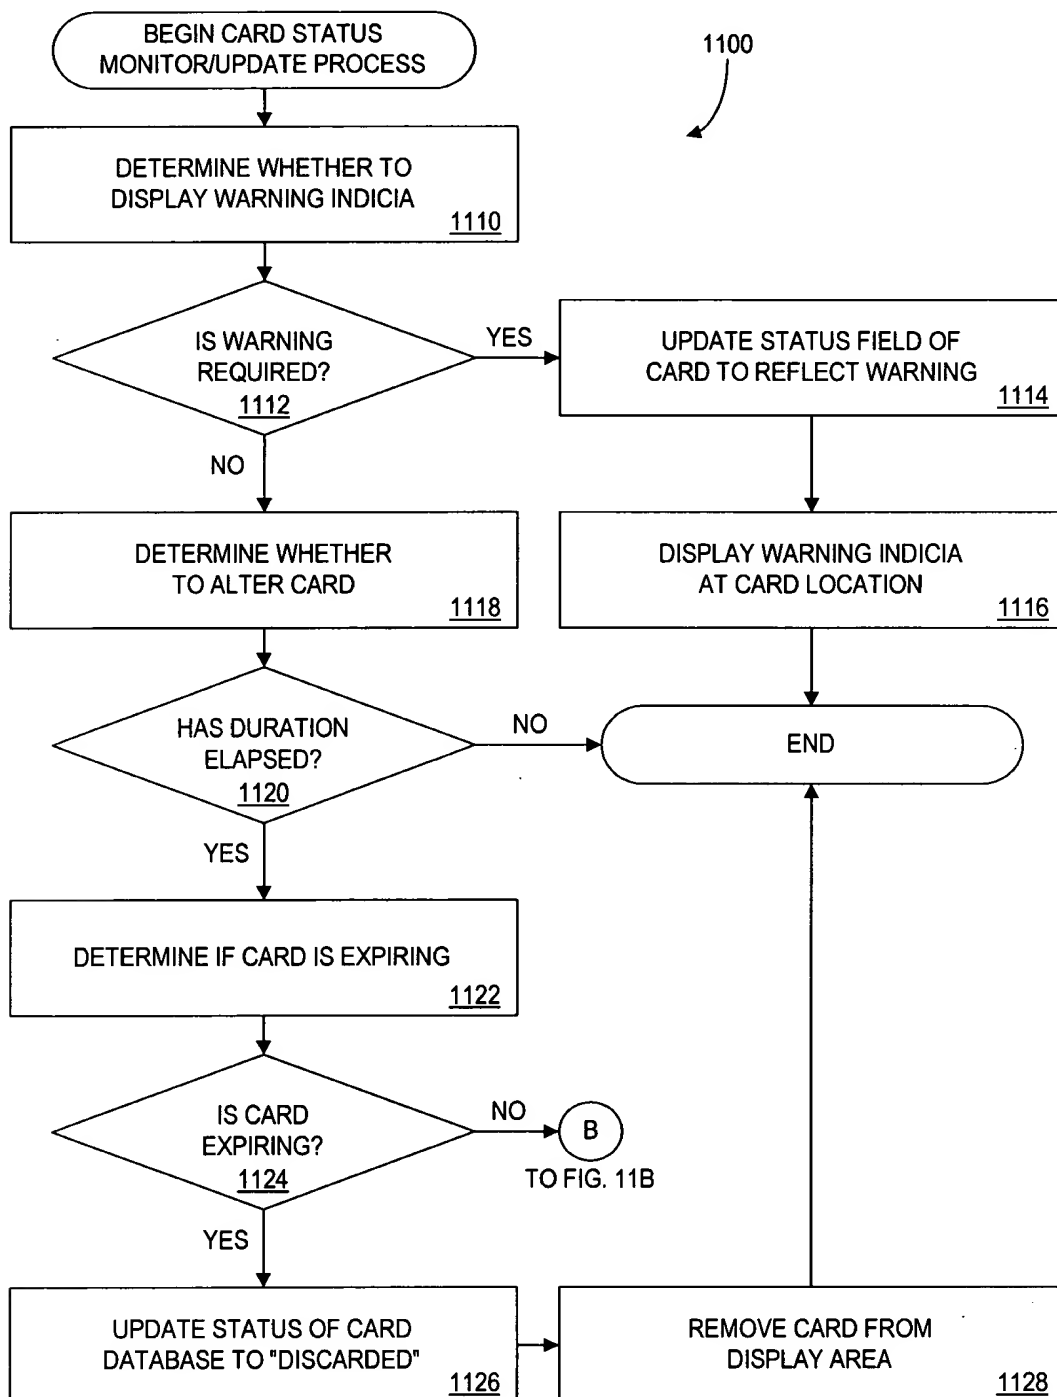 BEGIN CARD STATUS
MONITOR/UPDATE PROCESS
1100
DETERMINE WHETHER TO
DISPLAY WARNING INDICIA
1110
IS WARNING
REQUIRED?
1112
YES
UPDATE STATUS FIELD OF
CARD TO REFLECT WARNING
1114
NO
DETERMINE WHETHER
TO ALTER CARD
1118
DISPLAY WARNING INDICIA
AT CARD LOCATION
1116
HAS DURATION
ELAPSED?
1120
NO
END
YES
DETERMINE IF CARD IS EXPIRING
1122
IS CARD
EXPIRING?
1124
NO
B
TO FIG. 11B
YES
UPDATE STATUS OF CARD
DATABASE TO "DISCARDED"
1126
REMOVE CARD FROM
DISPLAY AREA
1128